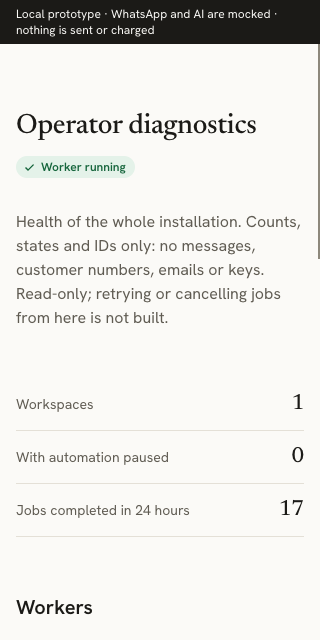 Local prototype · WhatsApp and AI are mocked ·
nothing is sent or charged
Operator diagnostics
Worker running
Health of the whole installation. Counts,
states and IDs only: no messages,
customer numbers, emails or keys.
Read-only; retrying or cancelling jobs
from here is not built.
Workspaces 1
With automation paused 0
Jobs completed in 24 hours 17
Workers